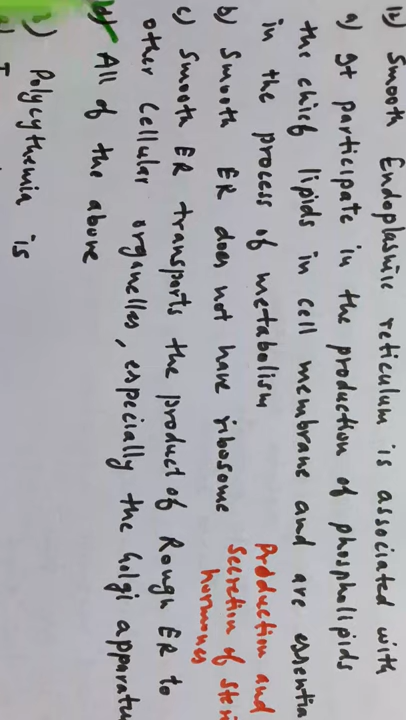 12) Smooth Endoplasmic reticulum is associated with
a) It participate in the production of phospholipids
the chief lipids in cell membrane and are essentia
in the process of metabolism
b) Smooth ER does not have ribosome
Production and
Secretion of ster
hormones
c) Smooth ER transports the product of Rough ER to
other cellular organelles, especially the Golgi apparatu
d) All of the above
Polycythemia is